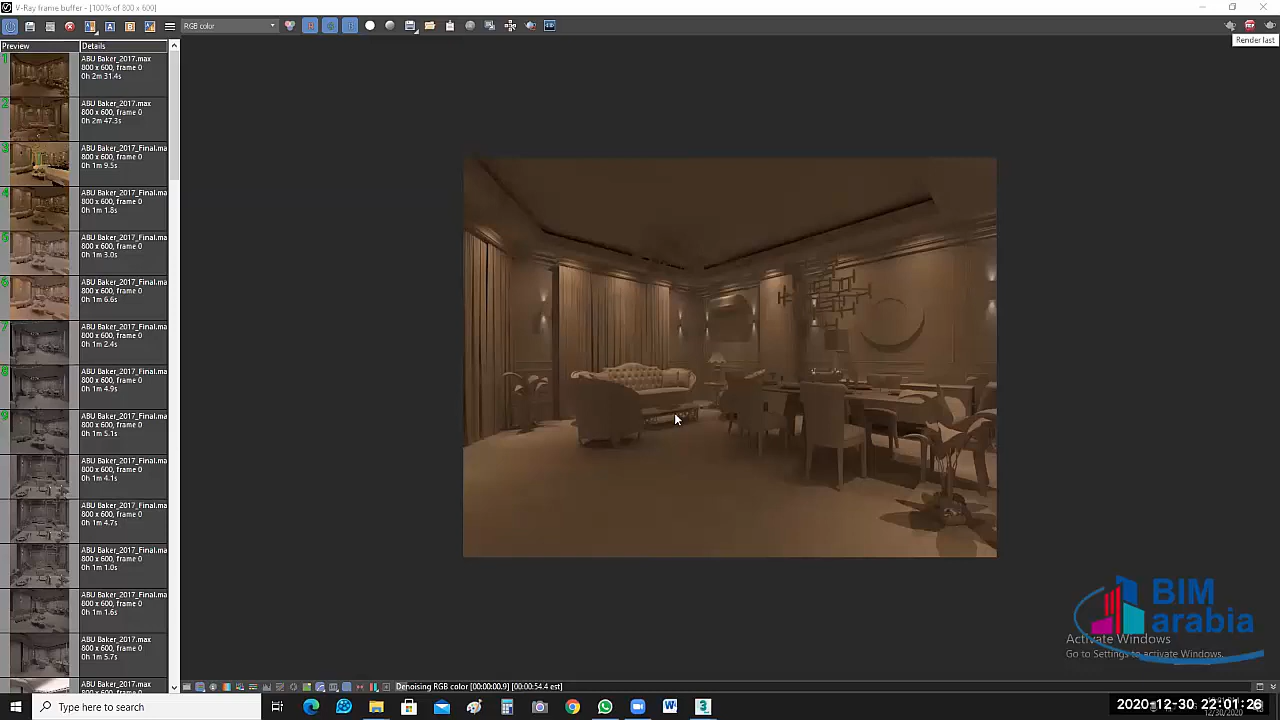 V-Ray frame buffer - [100% of 800 x 600]
RGB color
Render last
Preview
Details
1
ABU Baker_2017.max
800 x 600, frame 0
0h 2m 31.4s
2
ABU Baker_2017.max
800 x 600, frame 0
0h 2m 47.3s
3
ABU Baker_2017_Final.ma
800 x 600, frame 0
0h 1m 9.5s
4
ABU Baker_2017_Final.ma
800 x 600, frame 0
0h 1m 1.8s
5
ABU Baker_2017_Final.ma
800 x 600, frame 0
0h 1m 3.0s
6
ABU Baker_2017_Final.ma
800 x 600, frame 0
0h 1m 6.6s
7
ABU Baker_2017_Final.ma
800 x 600, frame 0
0h 1m 2.4s
8
ABU Baker_2017_Final.ma
800 x 600, frame 0
0h 1m 4.9s
9
ABU Baker_2017_Final.ma
800 x 600, frame 0
0h 1m 5.1s
ABU Baker_2017_Final.ma
800 x 600, frame 0
0h 1m 4.1s
ABU Baker_2017_Final.ma
800 x 600, frame 0
0h 1m 4.7s
ABU Baker_2017_Final.ma
800 x 600, frame 0
0h 1m 1.0s
ABU Baker_2017_Final.ma
800 x 600, frame 0
0h 1m 1.6s
ABU Baker_2017.max
800 x 600, frame 0
0h 1m 5.7s
ABU Baker_2017.max
BIM
arabia
Activate Windows
Go to Settings to activate Windows.
Denoising RGB color [00:00:00.9] [00:00:54.4 est]
Type here to search
2020-12-30 22:01:26